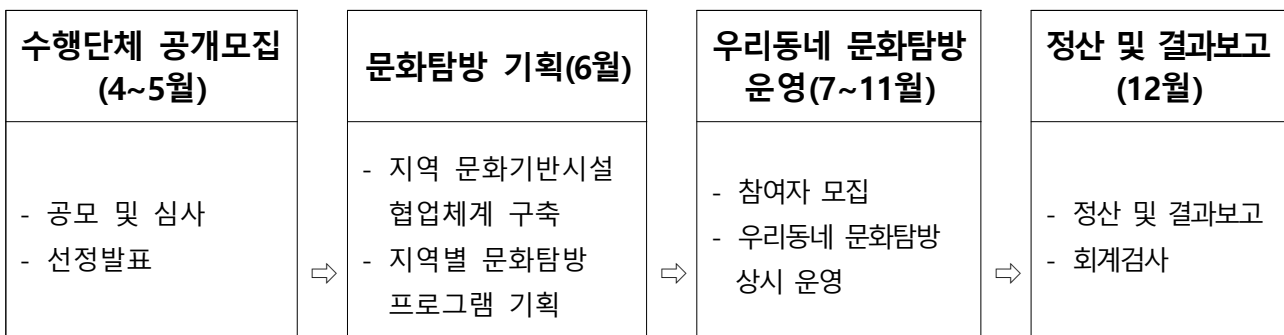 수행단체 공개모집
(4~5월)
- 공모 및 심사
- 선정발표
⇨
문화탐방 기획(6월)
- 지역 문화기반시설
협업체계 구축
- 지역별 문화탐방
프로그램 기획
⇨
우리동네 문화탐방
운영(7~11월)
- 참여자 모집
- 우리동네 문화탐방
상시 운영
⇨
정산 및 결과보고
(12월)
- 정산 및 결과보고
- 회계검사